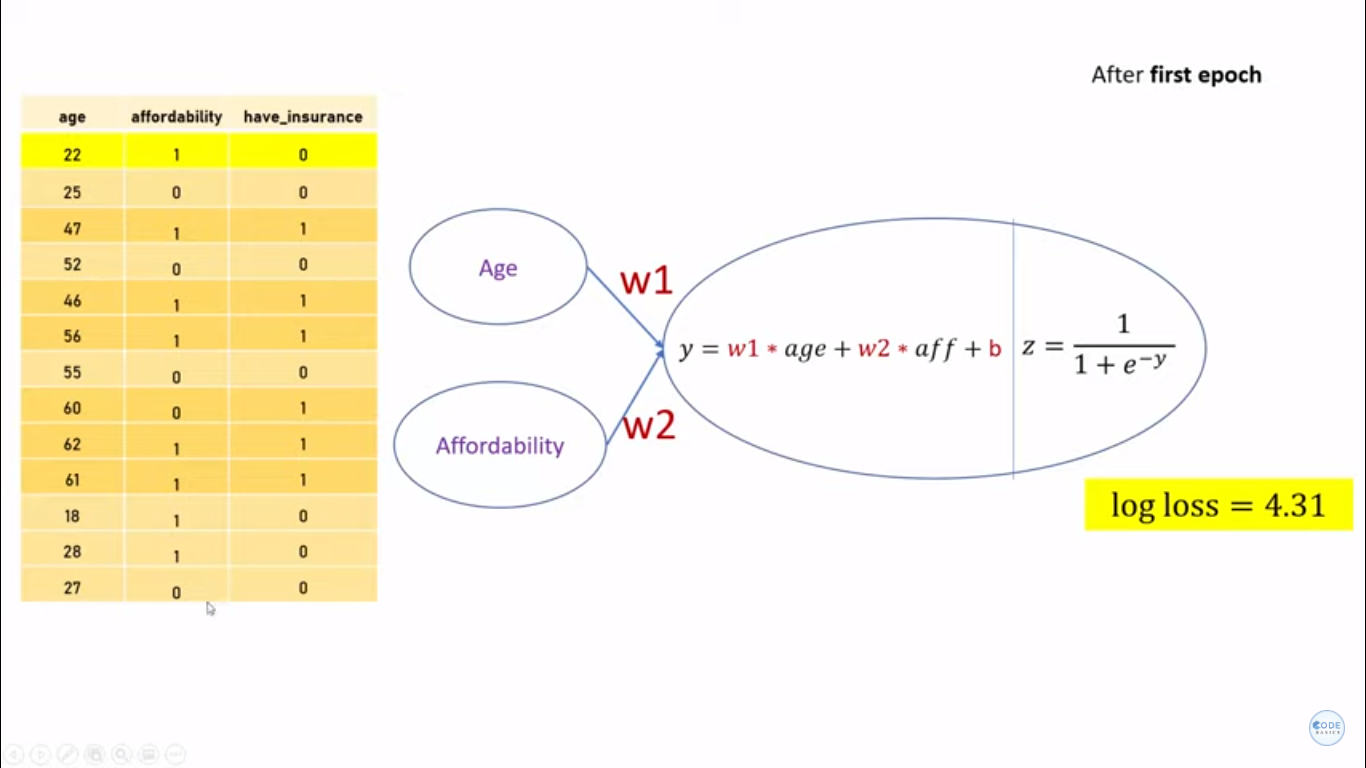 After first epoch
age affordability have_insurance
22 1 0
25 0 0
47 1 1
52 0 0
46 1 1
56 1 1
55 0 0
60 0 1
62 1 1
61 1 1
18 1 0
28 1 0
27 0 0
Age
w1
y = w1 * age + w2 * aff + b
z = 1 / 1 + e^{-y}
w2
Affordability
log loss = 4.31
CODE
BASICS